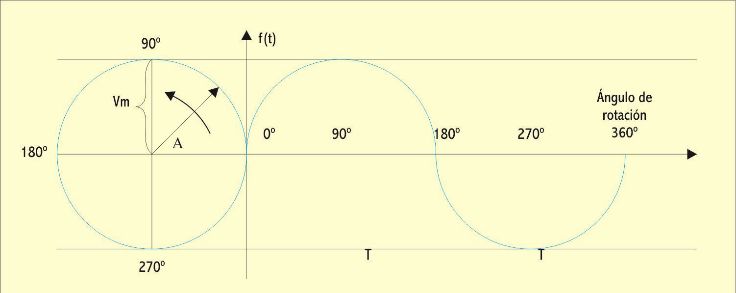 90º
f(t)
Vm
Ángulo de
rotación
0º
90º
180º
270º
360º
A
180º
270º
T
T